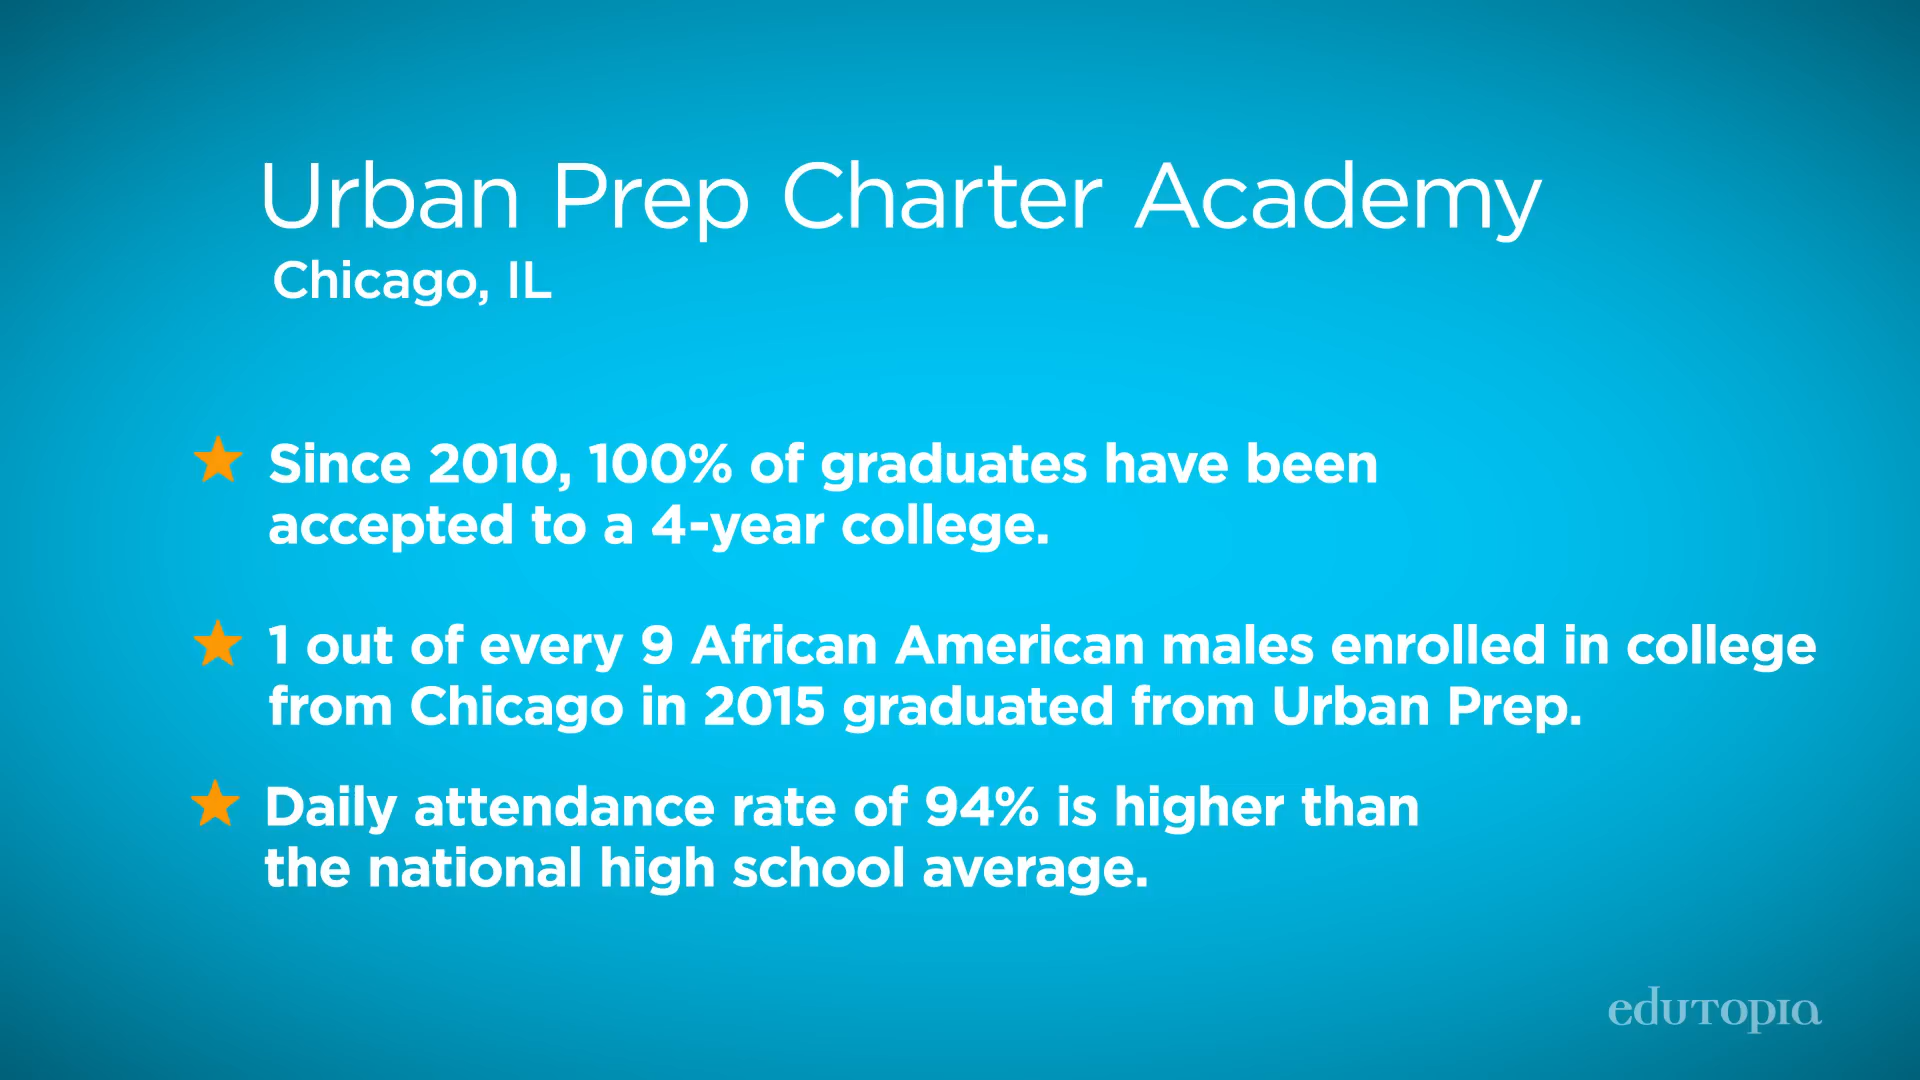 Urban Prep Charter Academy
Chicago, IL
Since 2010, 100% of graduates have been
accepted to a 4-year college.
1 out of every 9 African American males enrolled in college
from Chicago in 2015 graduated from Urban Prep.
Daily attendance rate of 94% is higher than
the national high school average.
edutopia